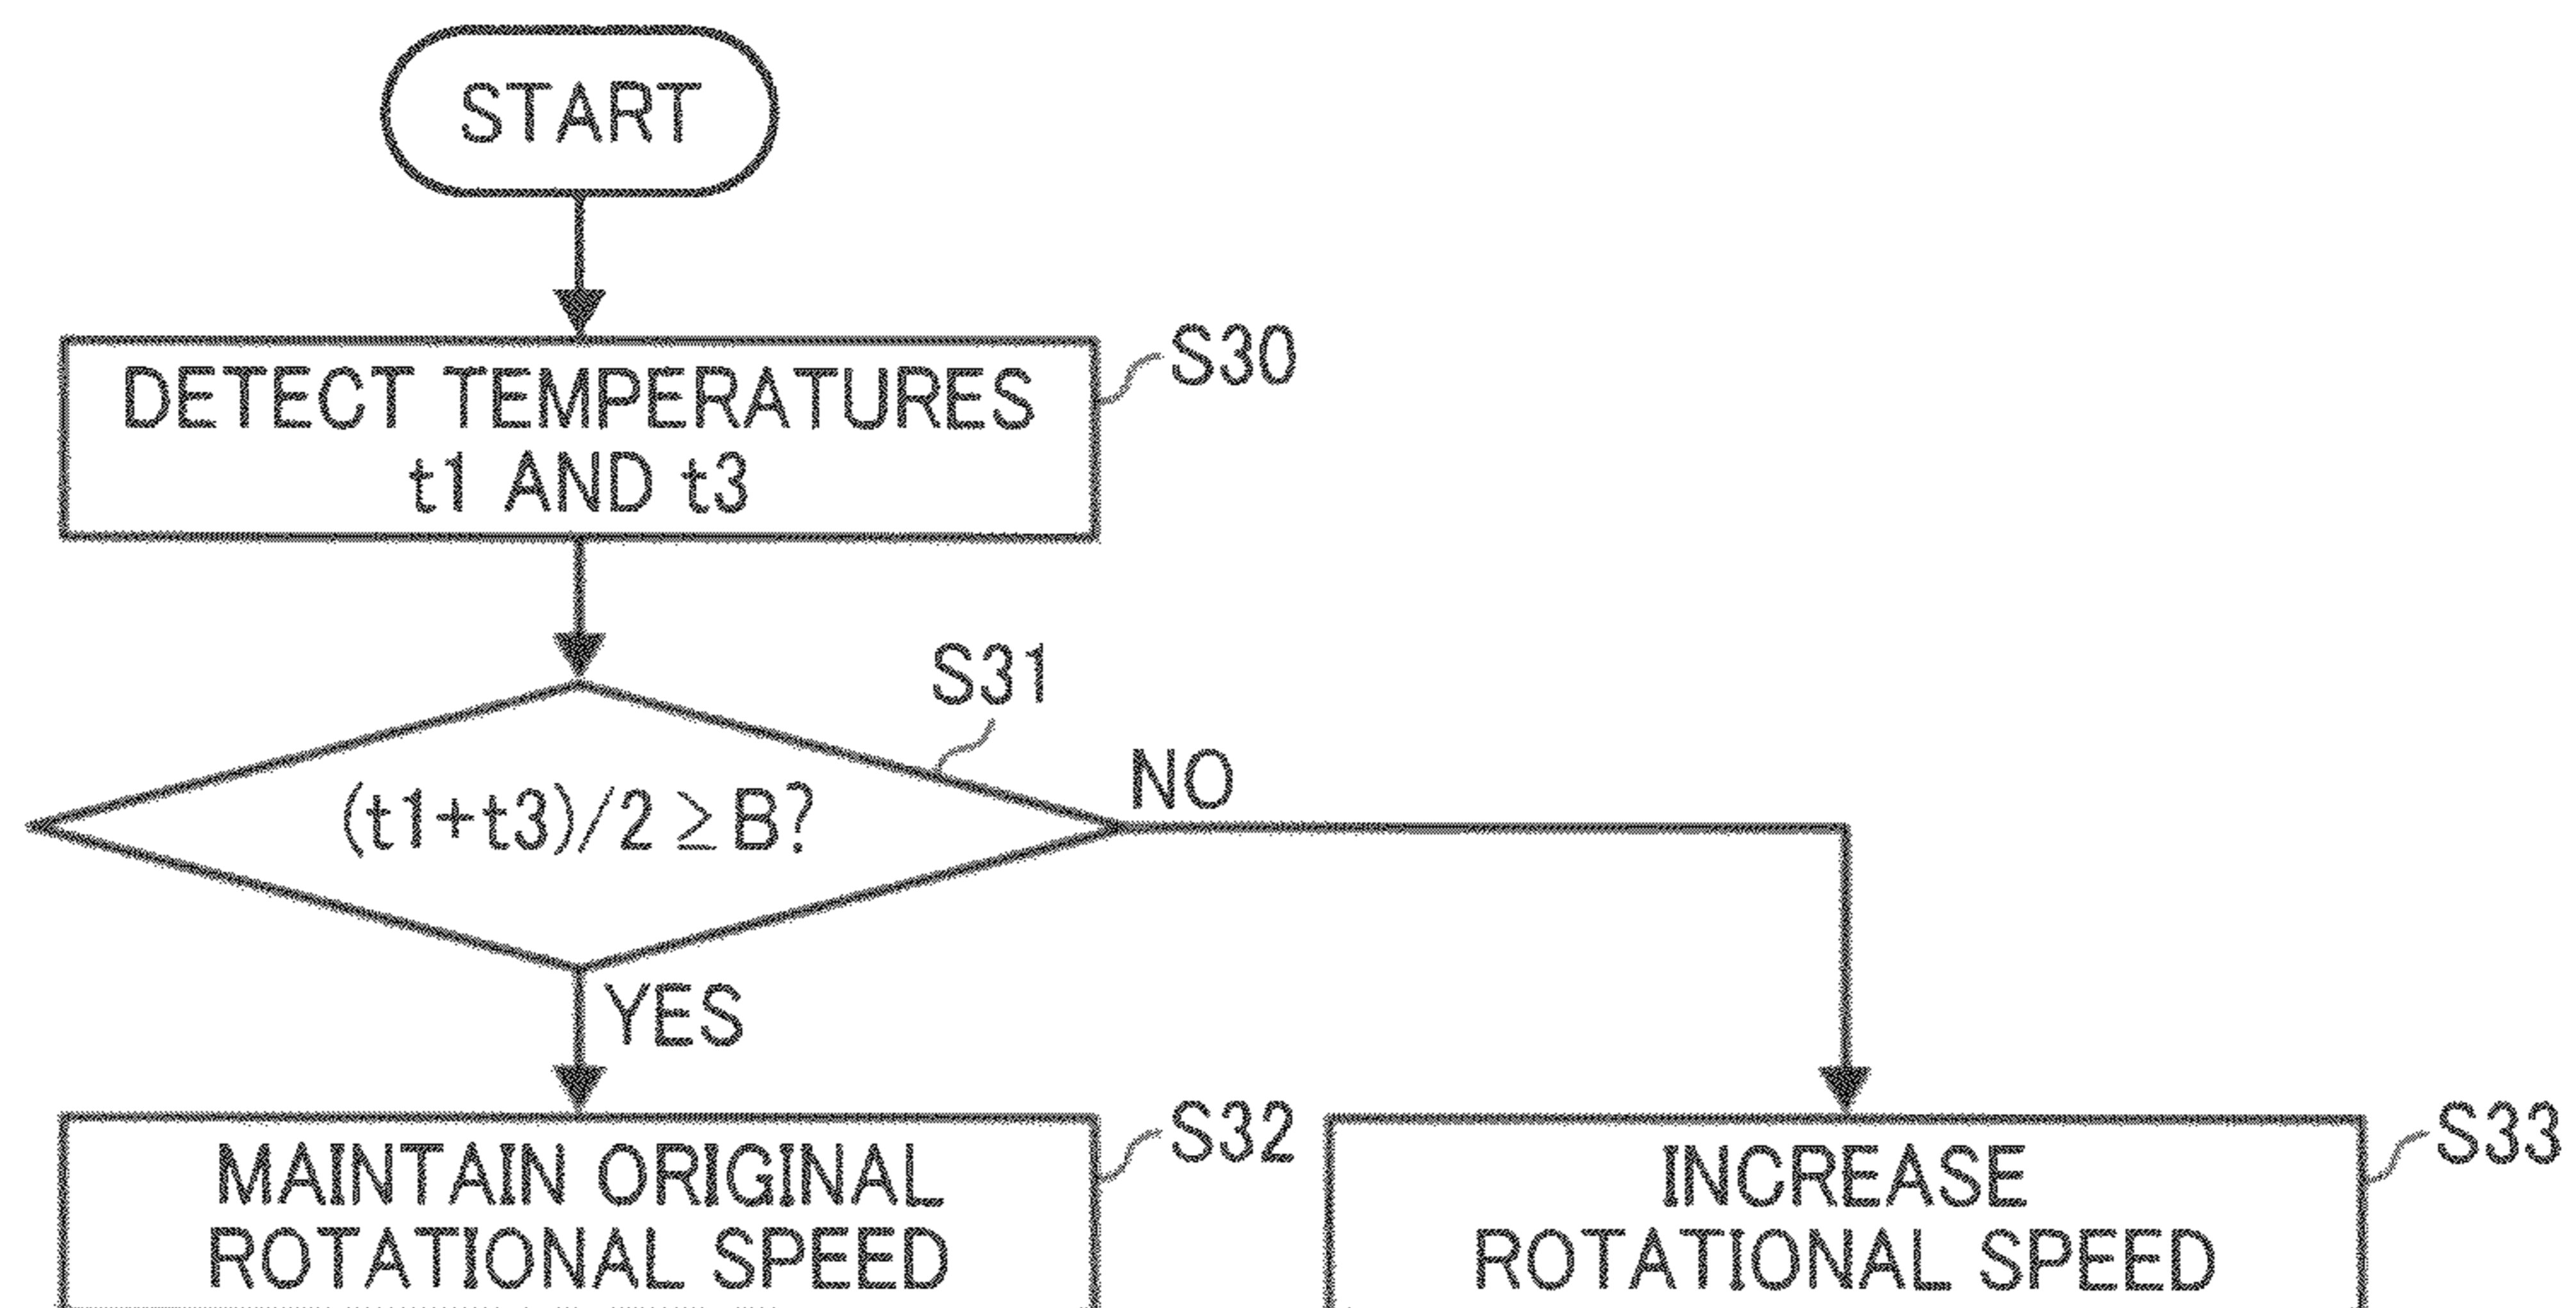 START
DETECT TEMPERATURES
t1 AND t3
S30
S31
(t1+t3)/2 ≥ B?
NO
YES
MAINTAIN ORIGINAL
ROTATIONAL SPEED
S32
INCREASE
ROTATIONAL SPEED
S33